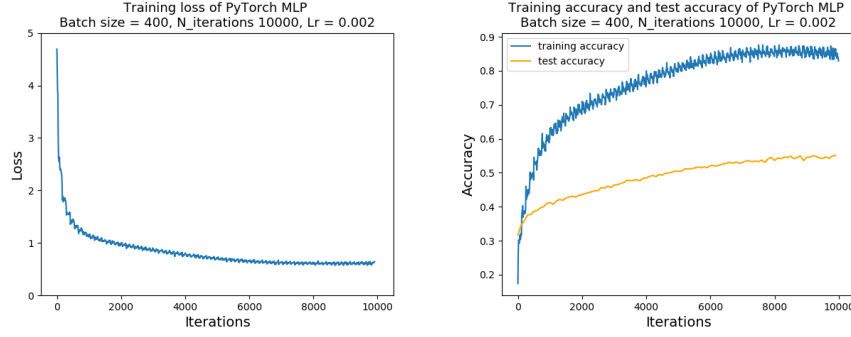 Training loss of PyTorch MLP
Batch size = 400, N_iterations 10000, Lr = 0.002
5
4
3
2
1
0
Loss
0
2000
4000
6000
8000
10000
Iterations
Training accuracy and test accuracy of PyTorch MLP
Batch size = 400, N_iterations 10000, Lr = 0.002
training accuracy
test accuracy
0.9
0.8
0.7
0.6
0.5
0.4
0.3
0.2
Accuracy
0
2000
4000
6000
8000
10000
Iterations